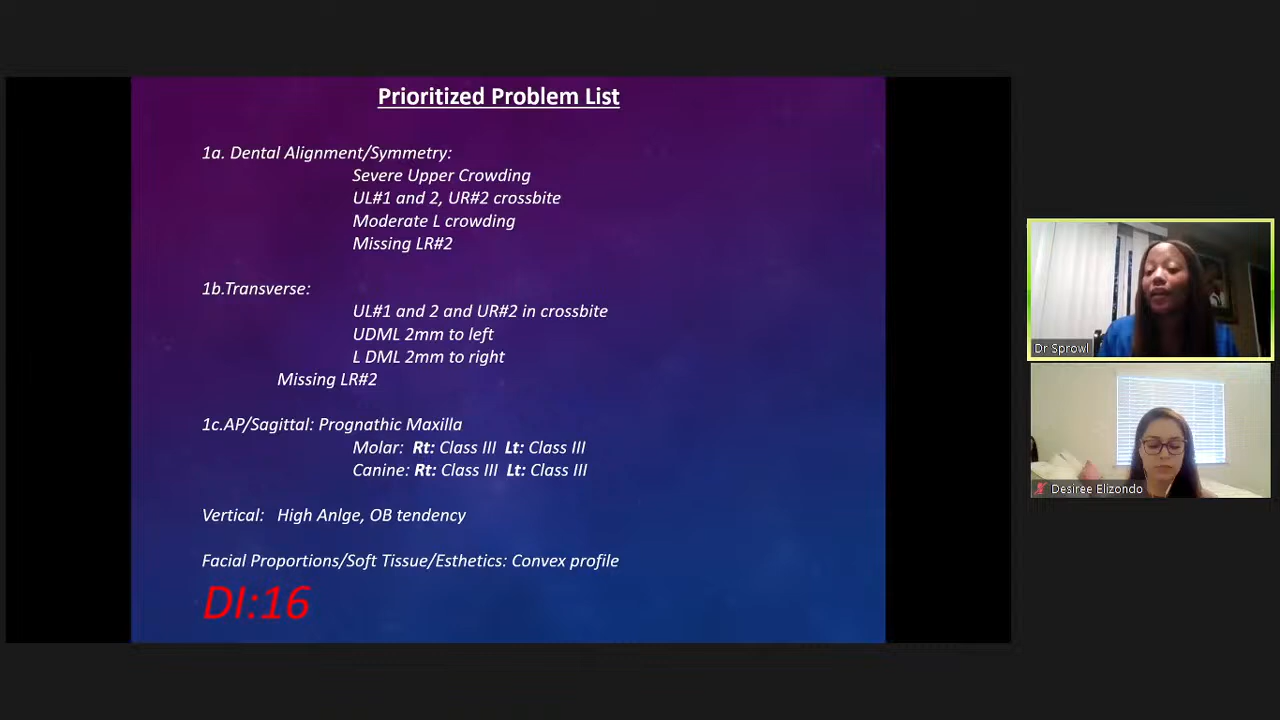 Prioritized Problem List
1a. Dental Alignment/Symmetry:
Severe Upper Crowding
UL#1 and 2, UR#2 crossbite
Moderate L crowding
Missing LR#2
1b.Transverse:
UL#1 and 2 and UR#2 in crossbite
UDML 2mm to left
L DML 2mm to right
Missing LR#2
1c.AP/Sagittal: Prognathic Maxilla
Molar: Rt: Class III Lt: Class III
Canine: Rt: Class III Lt: Class III
Vertical: High Anlge, OB tendency
Facial Proportions/Soft Tissue/Esthetics: Convex profile
DI:16
Dr Sprowl
Desiree Elizondo